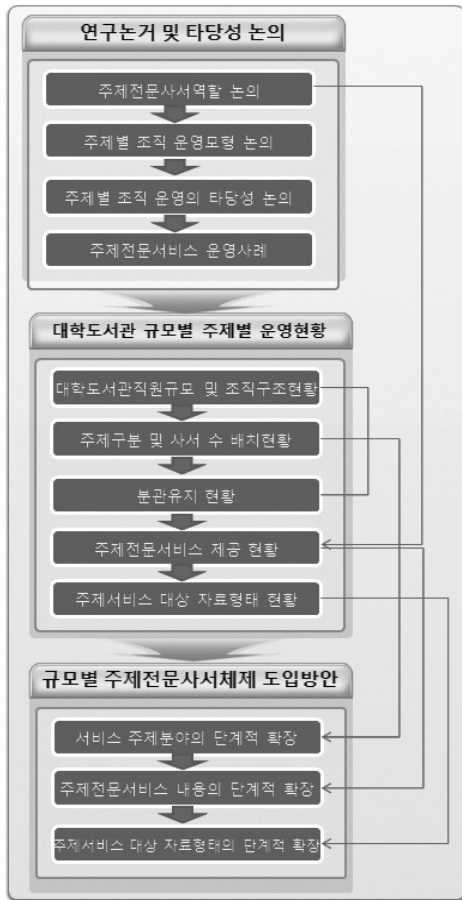 연구논거 및 타당성 논의
주제전문사서역할 논의
주제별 조직 운영모형 논의
주제별 조직 운영의 타당성 논의
주제전문서비스 운영사례
대학도서관 규모별 주제별 운영현황
대학도서관직원규모 및 조직구조현황
주제구분 및 사서 수 배치현황
분관유지 현황
주제전문서비스 제공 현황
주제서비스 대상 자료형태 현황
규모별 주제전문사서체제 도입방안
서비스 주제분야의 단계적 확장
주제전문서비스 내용의 단계적 확장
주제서비스 대상 자료형태의 단계적 확장